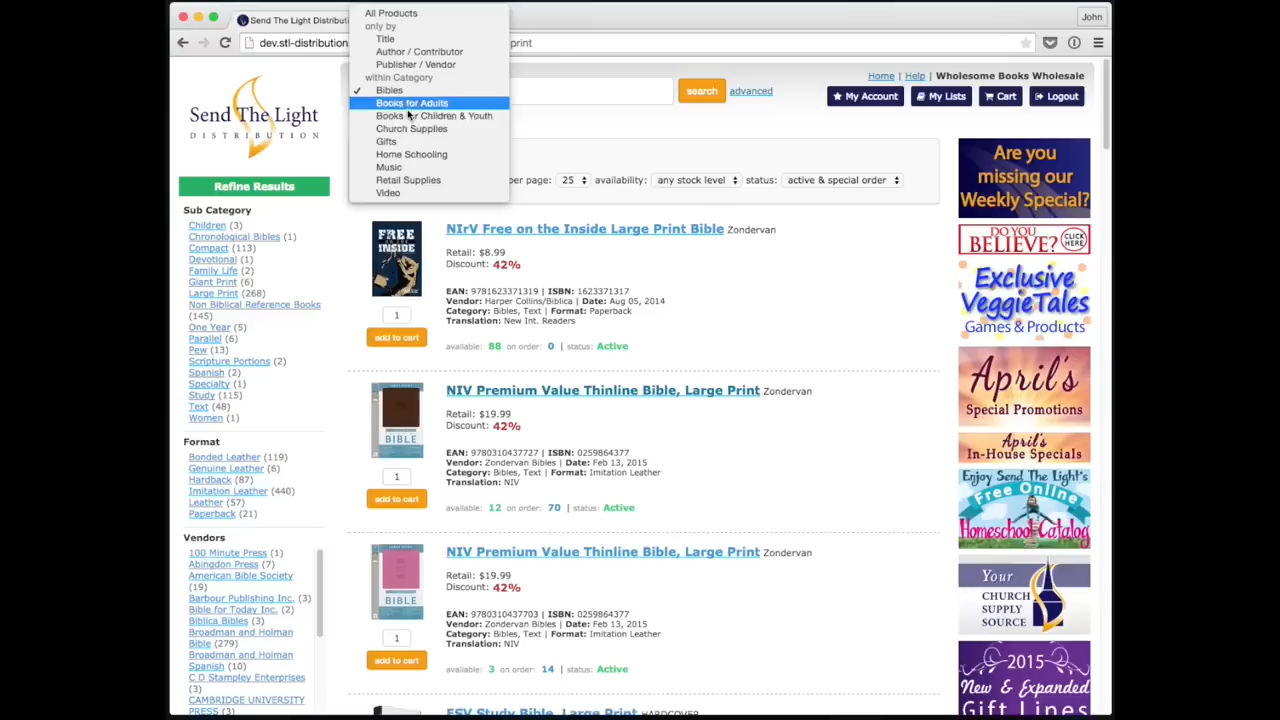 Send The Light Distributi
John
dev.stl-distribution.
print
All Products
only by
Title
Author / Contributor
Publisher / Vendor
within Category
✓ Bibles
Books for Adults
Books for Children & Youth
Church Supplies
Gifts
Home Schooling
Music
Retail Supplies
Video
Home | Help | Wholesome Books Wholesale
search advanced
My Account My Lists Cart Logout
Send The Light
DISTRIBUTION
per page: 25 availability: any stock level status: active & special order
Refine Results
Sub Category
Children (3)
Chronological Bibles (1)
Compact (113)
Devotional (1)
Family Life (2)
Giant Print (6)
Large Print (268)
Non Biblical Reference Books
(145)
One Year (5)
Parallel (6)
Pew (13)
Scripture Portions (2)
Spanish (2)
Specialty (1)
Study (115)
Text (48)
Women (1)
Format
Bonded Leather (119)
Genuine Leather (6)
Hardback (87)
Imitation Leather (440)
Leather (57)
Paperback (21)
Vendors
100 Minute Press (1)
Abingdon Press (7)
American Bible Society
(19)
Barbour Publishing Inc. (3)
Bible for Today Inc. (2)
Biblica Bibles (3)
Broadman and Holman
Bible (279)
Broadman and Holman
Spanish (10)
C D Stampley Enterprises
(3)
CAMBRIDGE UNIVERSITY
PRESS (3)
FREE
ON THE
INSIDE
NIrV Free on the Inside Large Print Bible Zondervan
Retail: $8.99
Discount: 42%
EAN: 9781623371319 | ISBN: 1623371317
Vendor: Harper Collins/Biblica | Date: Aug 05, 2014
Category: Bibles, Text | Format: Paperback
Translation: New Int. Readers
1
add to cart
available: 88 on order: 0 | status: Active
BIBLE
NIV Premium Value Thinline Bible, Large Print Zondervan
Retail: $19.99
Discount: 42%
EAN: 9780310437727 | ISBN: 0259864377
Vendor: Zondervan Bibles | Date: Feb 13, 2015
Category: Bibles, Text | Format: Imitation Leather
Translation: NIV
1
add to cart
available: 12 on order: 70 | status: Active
BIBLE
NIV Premium Value Thinline Bible, Large Print Zondervan
Retail: $19.99
Discount: 42%
EAN: 9780310437703 | ISBN: 0259864377
Vendor: Zondervan Bibles | Date: Feb 13, 2015
Category: Bibles, Text | Format: Imitation Leather
Translation: NIV
1
add to cart
available: 3 on order: 14 | status: Active
ESV Study Bible, Large Print HARDCOVER
Are you
missing our
Weekly Special?
DO YOU
BELIEVE?
CLICK
HERE
Exclusive
VeggieTales
Games & Products
April's
Special Promotions
April's
In-House Specials
Enjoy Send The Light's
Free Online
Homeschool Catalog
Your
CHURCH
SUPPLY
SOURCE
2015
New & Expanded
Gift Lines